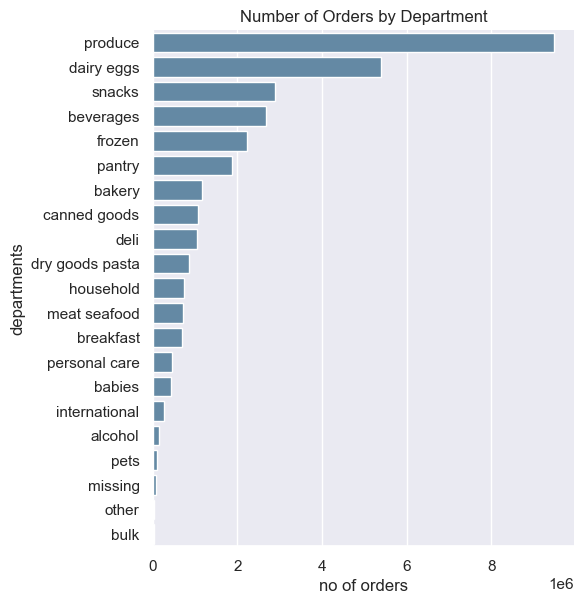 Number of Orders by Department
departments
produce
dairy eggs
snacks
beverages
frozen
pantry
bakery
canned goods
deli
dry goods pasta
household
meat seafood
breakfast
personal care
babies
international
alcohol
pets
missing
other
bulk
0 2 4 6 8
1e6
no of orders